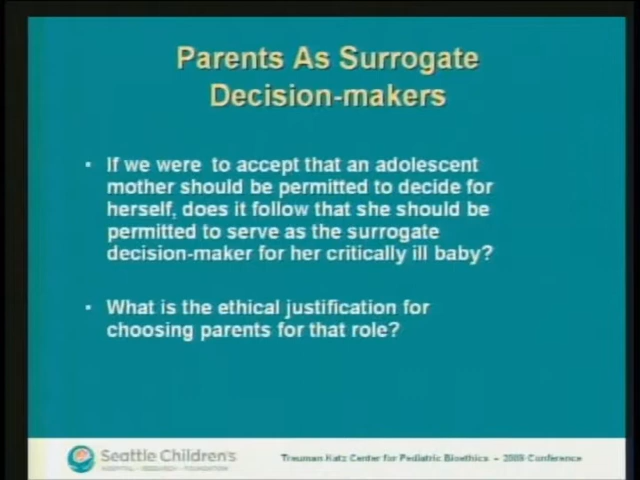 Parents As Surrogate
Decision-makers
· If we were to accept that an adolescent
mother should be permitted to decide for
herself, does it follow that she should be
permitted to serve as the surrogate
decision-maker for her critically ill baby?
· What is the ethical justification for
choosing parents for that role?
Seattle Children's
HOSPITAL · RESEARCH · FOUNDATION
Treuman Katz Center for Pediatric Bioethics - Conference